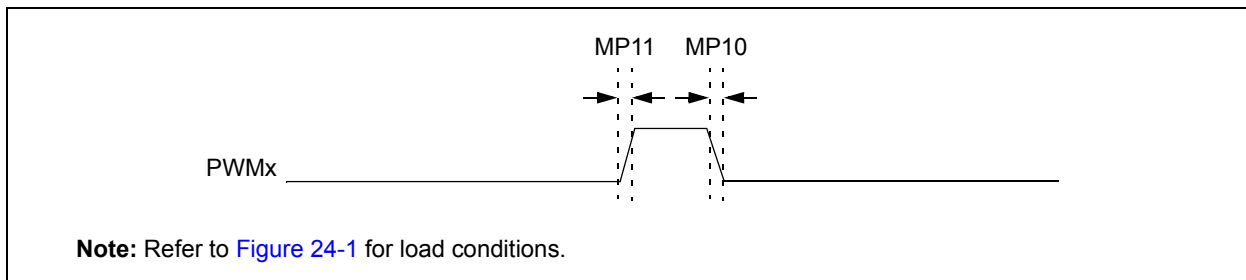 MP11 MP10
PWMx
Note: Refer to Figure 24-1 for load conditions.